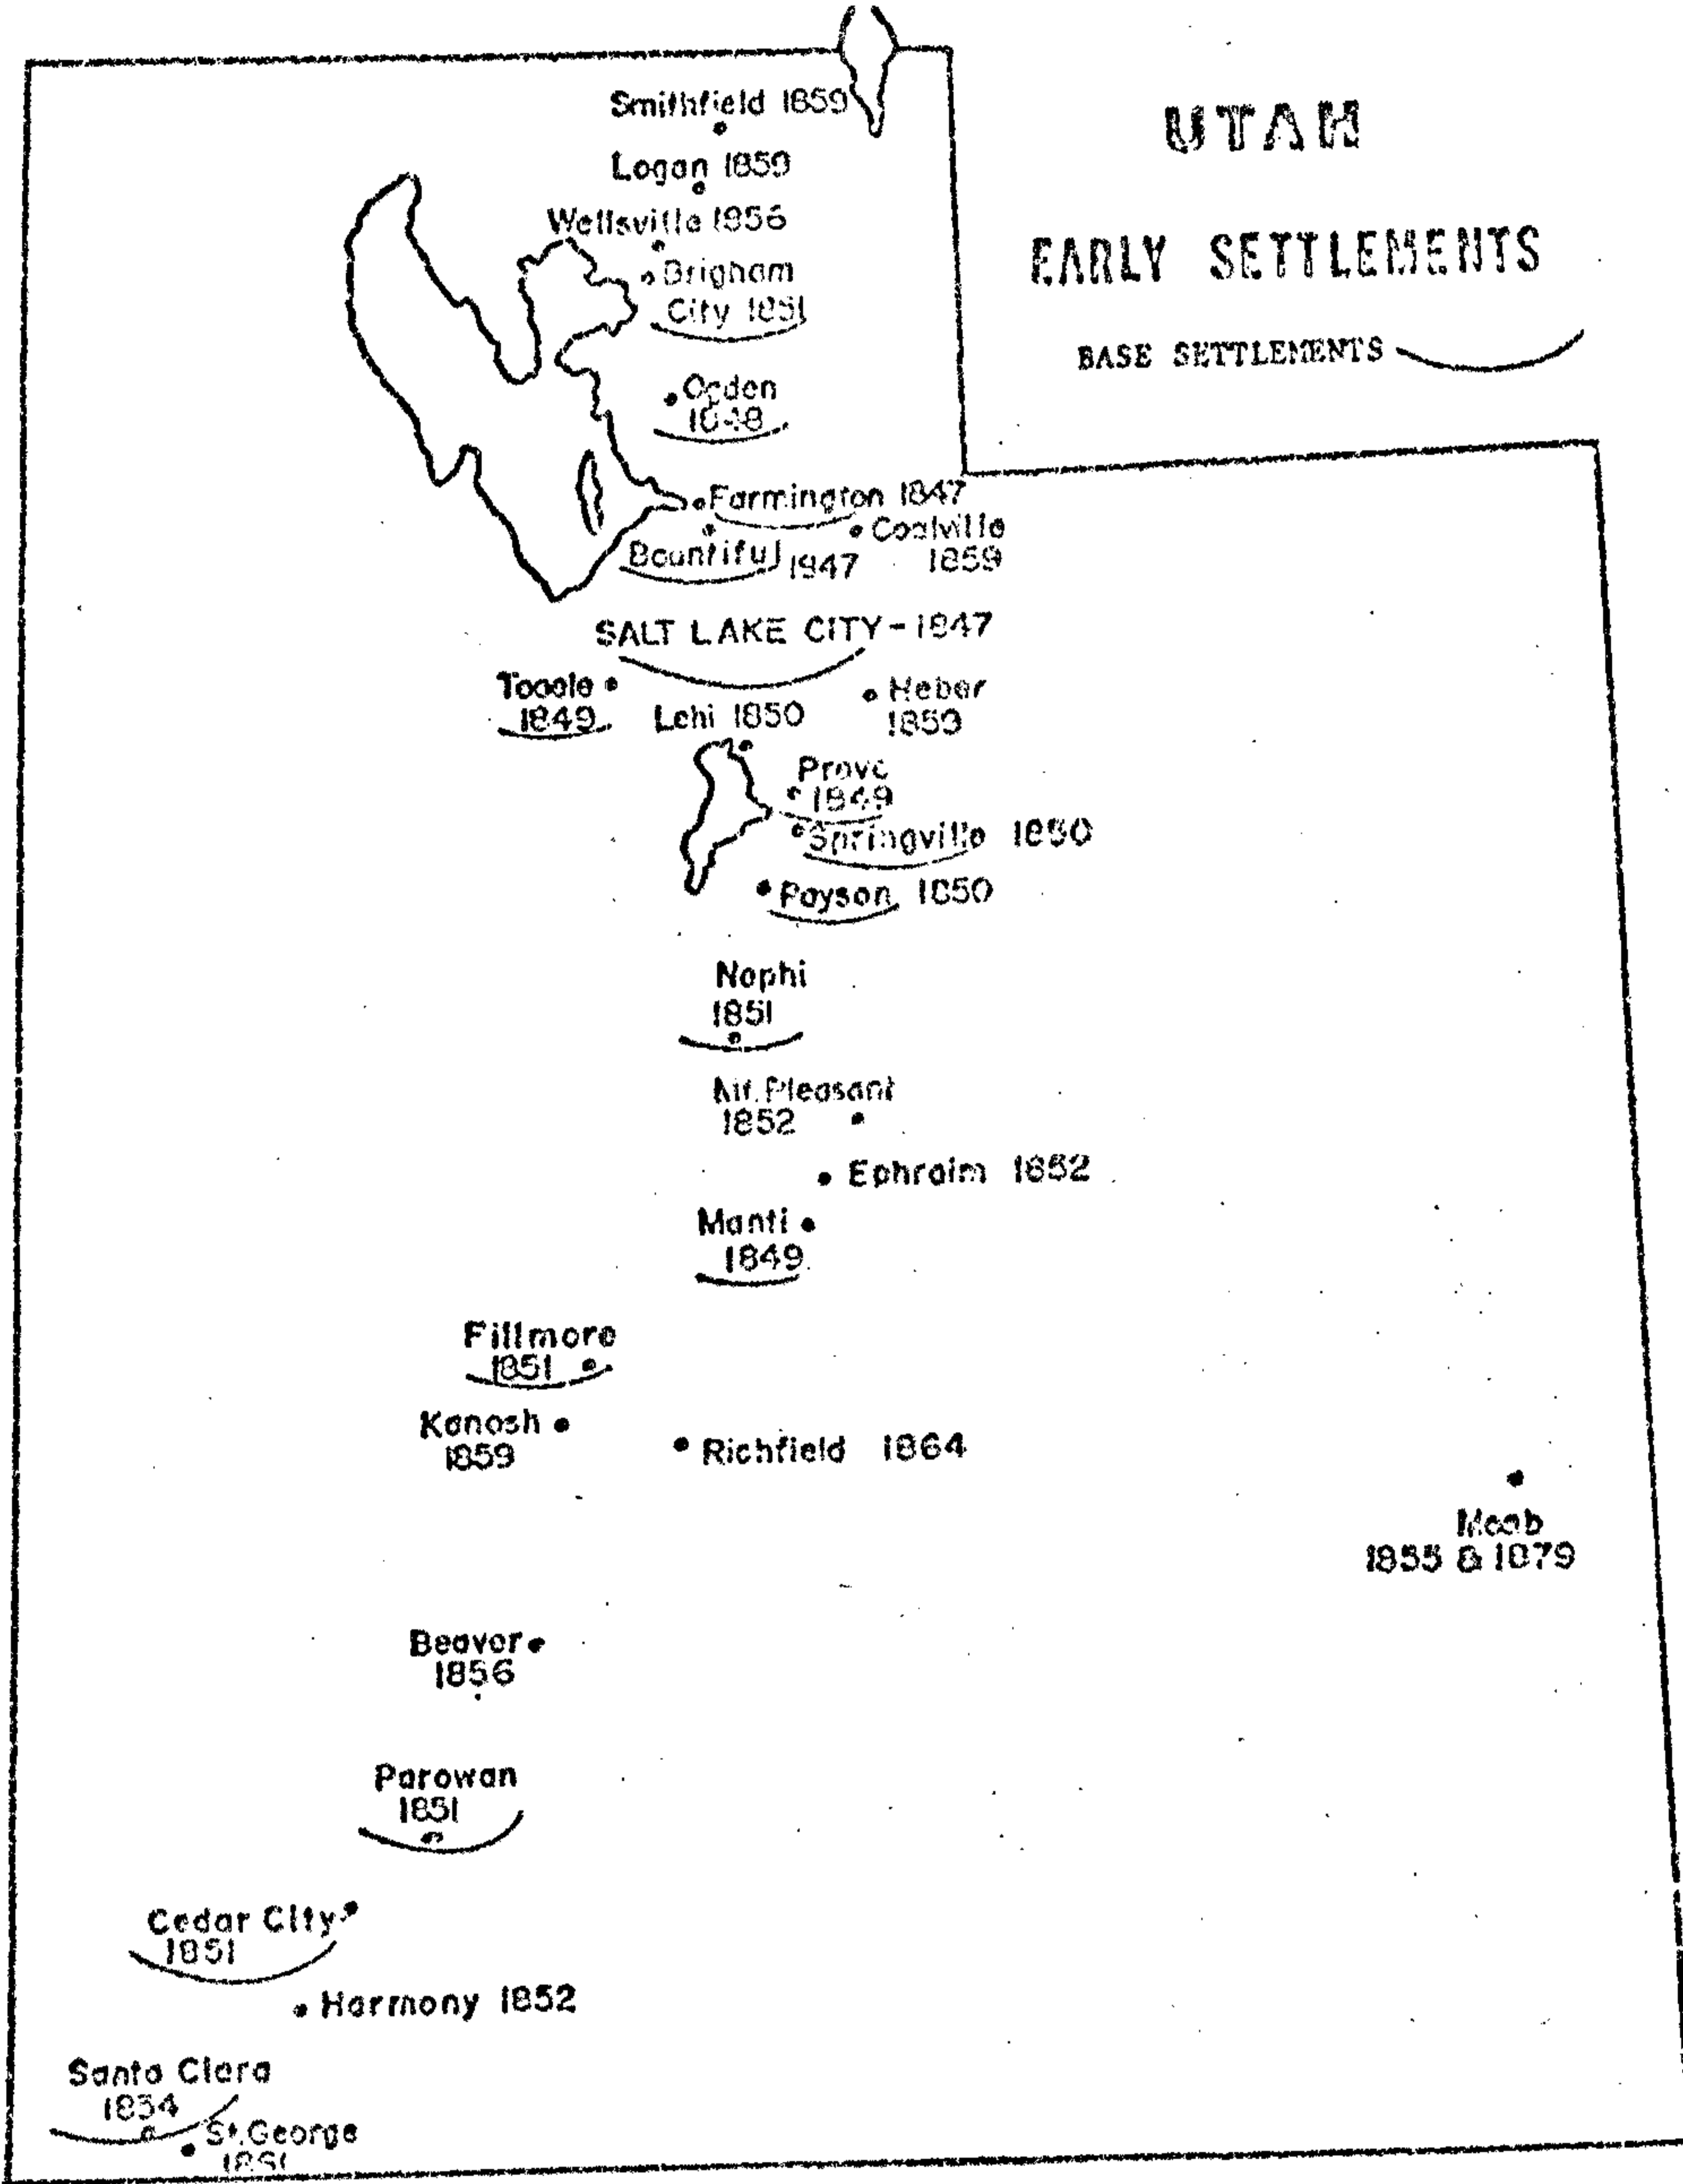 UTAH
EARLY SETTLEMENTS
BASE SETTLEMENTS
Smithfield 1859
Logan 1859
Wellsville 1856
Brigham
City 1851
Ogden
1848
Farmington 1847
Coalville
1859
Bountiful 1847
SALT LAKE CITY - 1847
Tooele
1849
Lehi 1850
Heber
1859
Provo
1849
Springville 1850
Payson 1850
Nephi
1851
Mt. Pleasant
1852
Ephraim 1852
Manti
1849
Fillmore
1851
Kanosh
1859
Richfield 1864
Moab
1855 & 1879
Beaver
1856
Parowan
1851
Cedar City
1851
Harmony 1852
Santa Clara
1854
St. George
1861